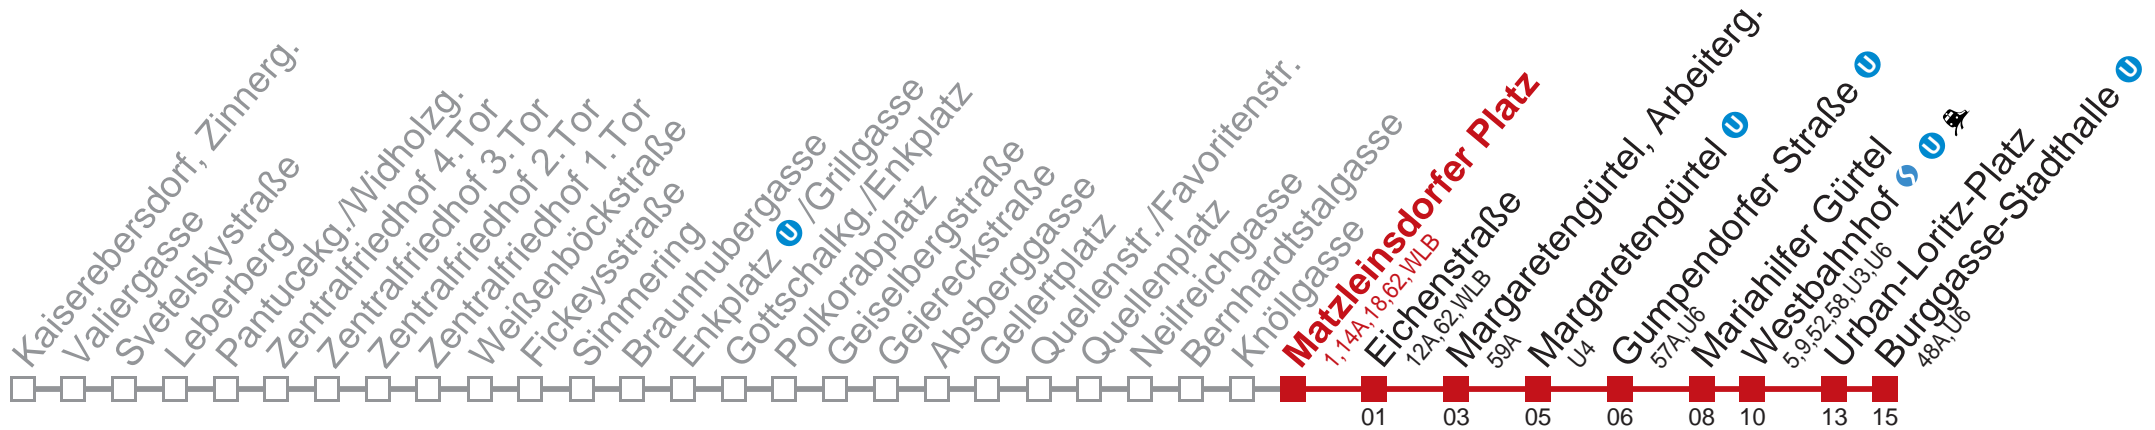 Kaiserebersdorf, Zinnerg.
Valiergasse
Svetelskystraße
Leberberg
Pantucekg./Widholzg.
Zentralfriedhof 4. Tor
Zentralfriedhof 3. Tor
Zentralfriedhof 2. Tor
Zentralfriedhof 1. Tor
Weißenböckstraße
Fickeysstraße
Simmering
Braunhubergasse
Enkplatz U /Grillgasse
Gottschalkg./Enkplatz
Polkorabplatz
Geiselbergstraße
Geiereckstraße
Absberggasse
Gellertplatz
Quellenstr./Favoritenstr.
Quellenplatz
Neilreichgasse
Bernhardtstalgasse
Knöllgasse
Matzleinsdorfer Platz
1,14A,18,62,WLB
Eichenstraße
12A,62,WLB
01
Margaretengürtel, Arbeiterg.
59A
03
Margaretengürtel U
U4
05
Gumpendorfer Straße U
57A,U6
06
Mariahilfer Gürtel
08
Westbahnhof S U
5,9,52,58,U3,U6
10
Urban-Loritz-Platz
13
Burggasse-Stadthalle U
48A,U6
15